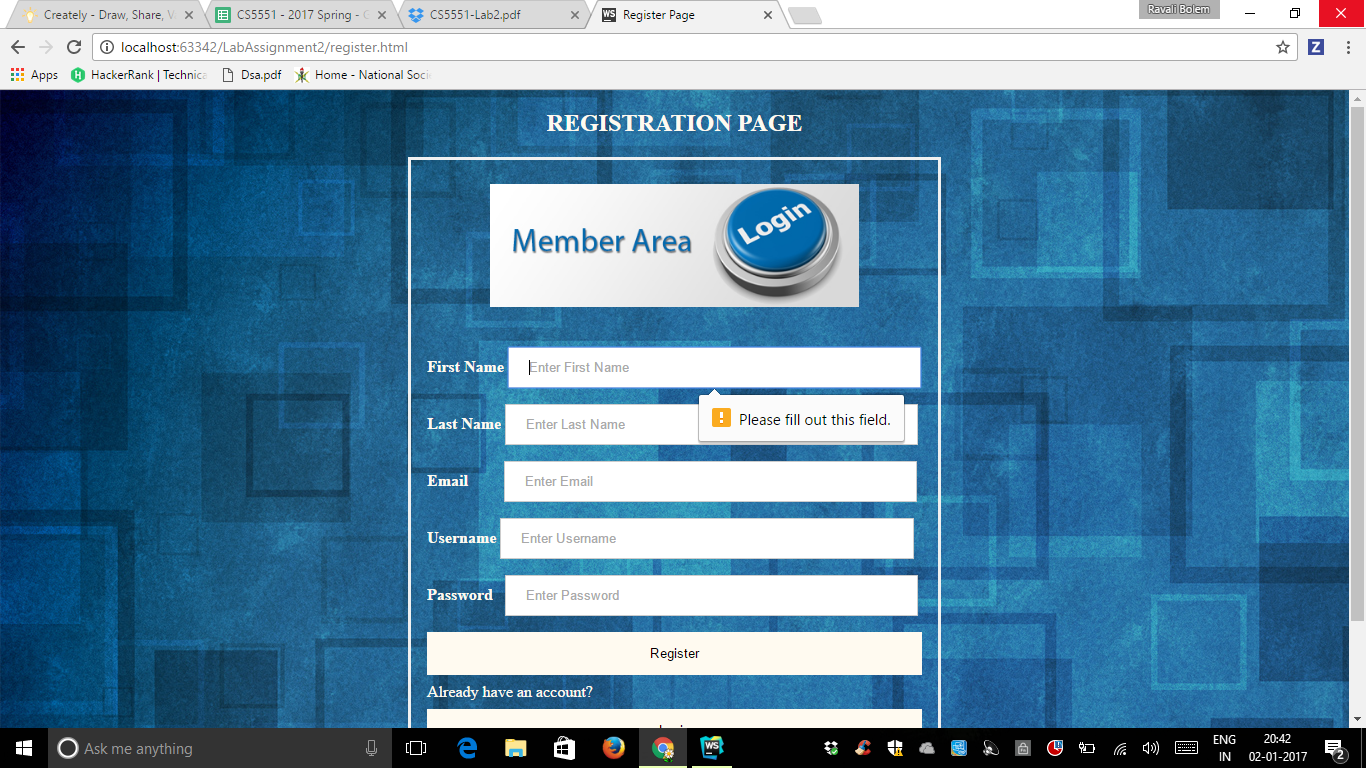 Creately - Draw, Share, V
CS5551 - 2017 Spring -
CS5551-Lab2.pdf
WS Register Page
Ravali Bolem
localhost:63342/LabAssignment2/register.html
Z
Apps
HackerRank | Technica
Dsa.pdf
Home - National Soci
REGISTRATION PAGE
Member Area
Login
First Name
Enter First Name
Please fill out this field.
Last Name
Enter Last Name
Email
Enter Email
Username
Enter Username
Password
Enter Password
Register
Already have an account?
Ask me anything
WS
ENG
IN
20:42
02-01-2017
2